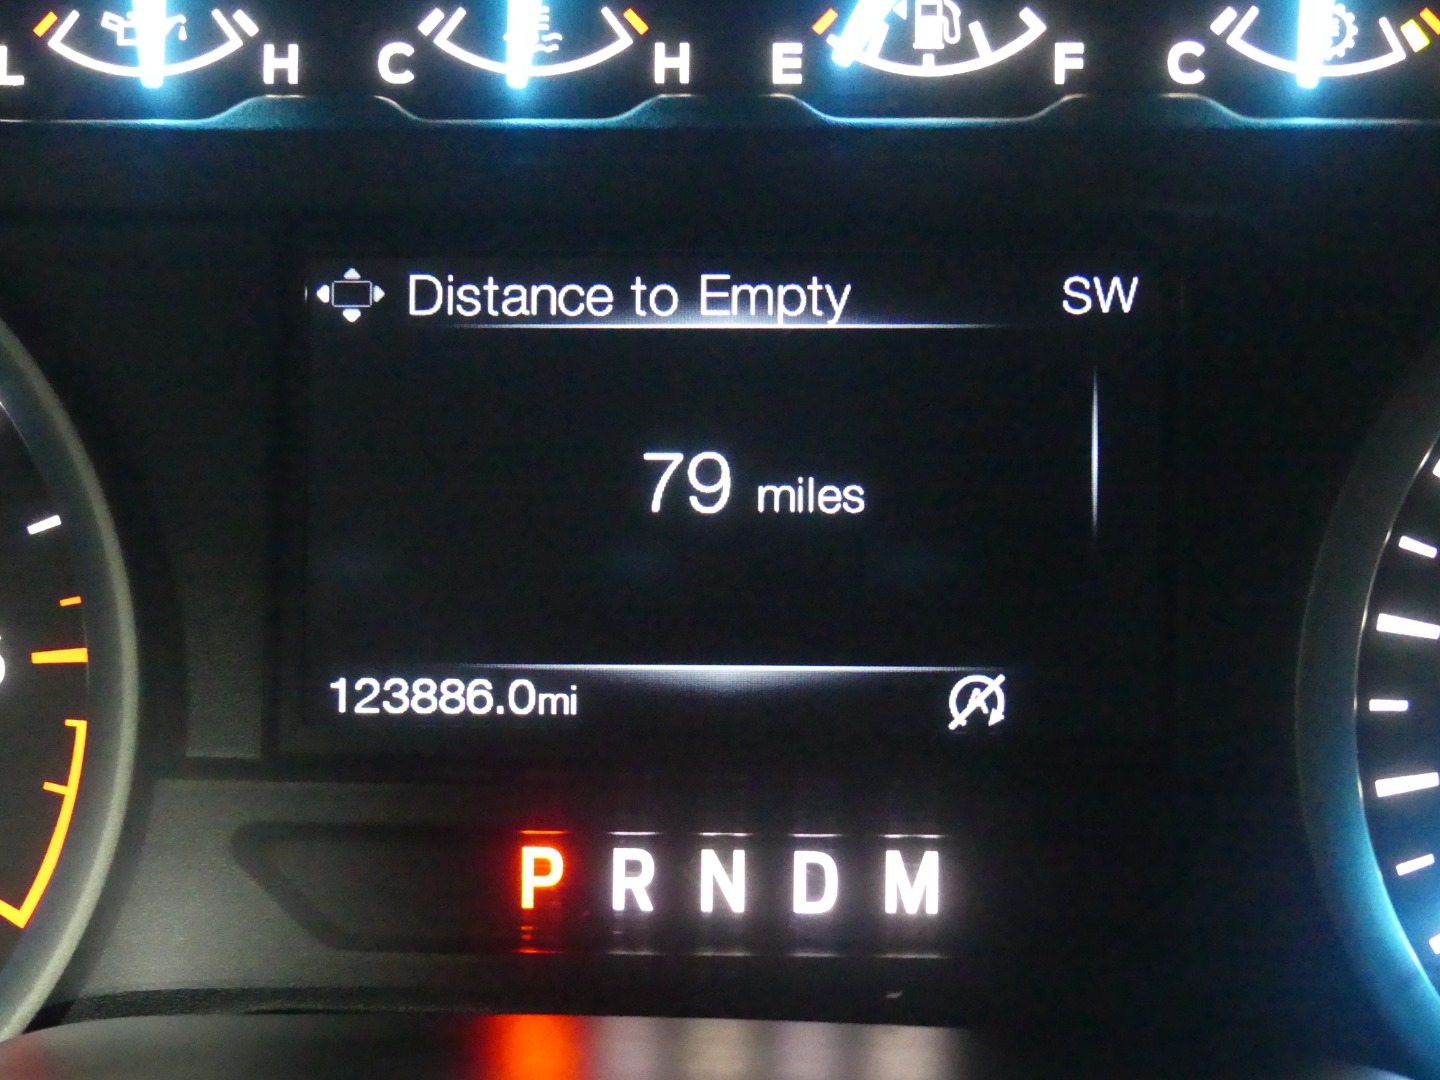 L H C H E F C
Distance to Empty SW
79 miles
123886.0mi
P R N D M